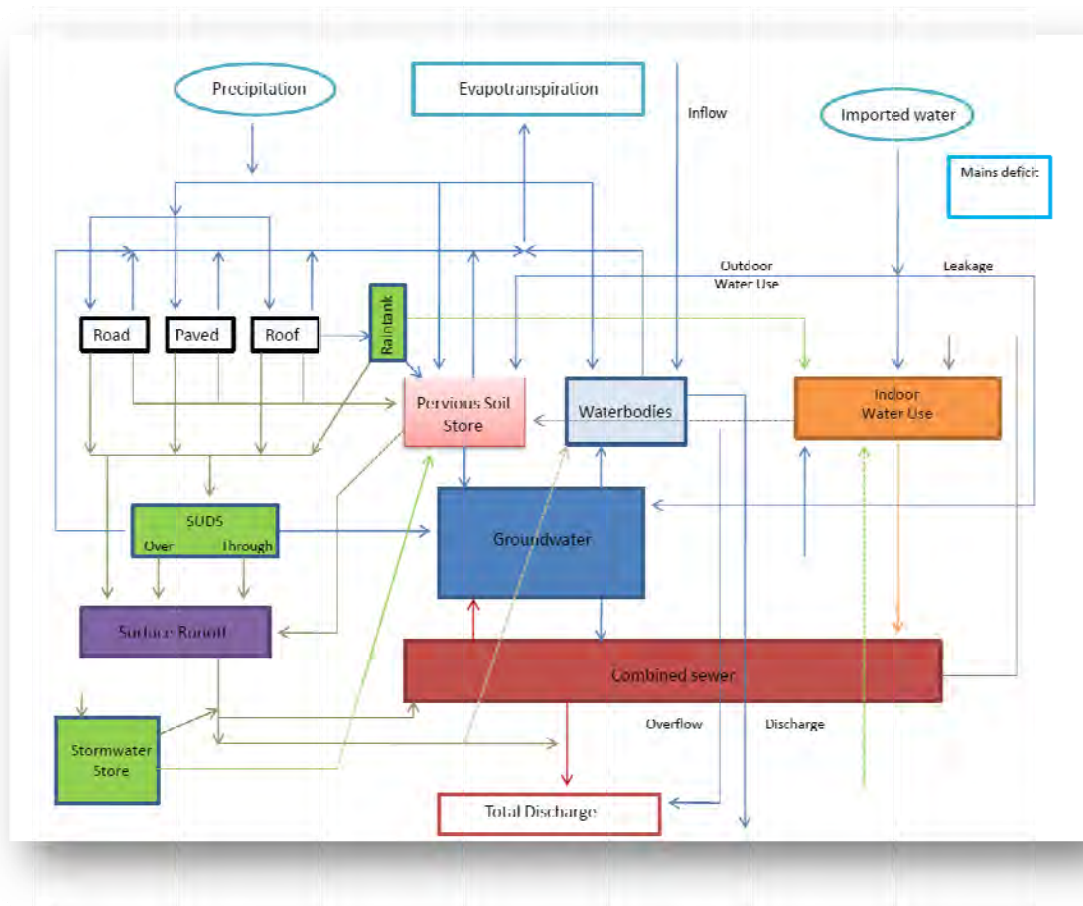 Precipitation
Evapotranspiration
Inflow
Imported water
Mains deficit
Outdoor
Water Use
Leakage
Road
Paved
Roof
Raintank
Pervious Soil
Store
Waterbodies
Indoor
Water Use
SUDS
Over
Through
Groundwater
Surface Runoff
Combined sewer
Stormwater
Store
Overflow
Discharge
Total Discharge